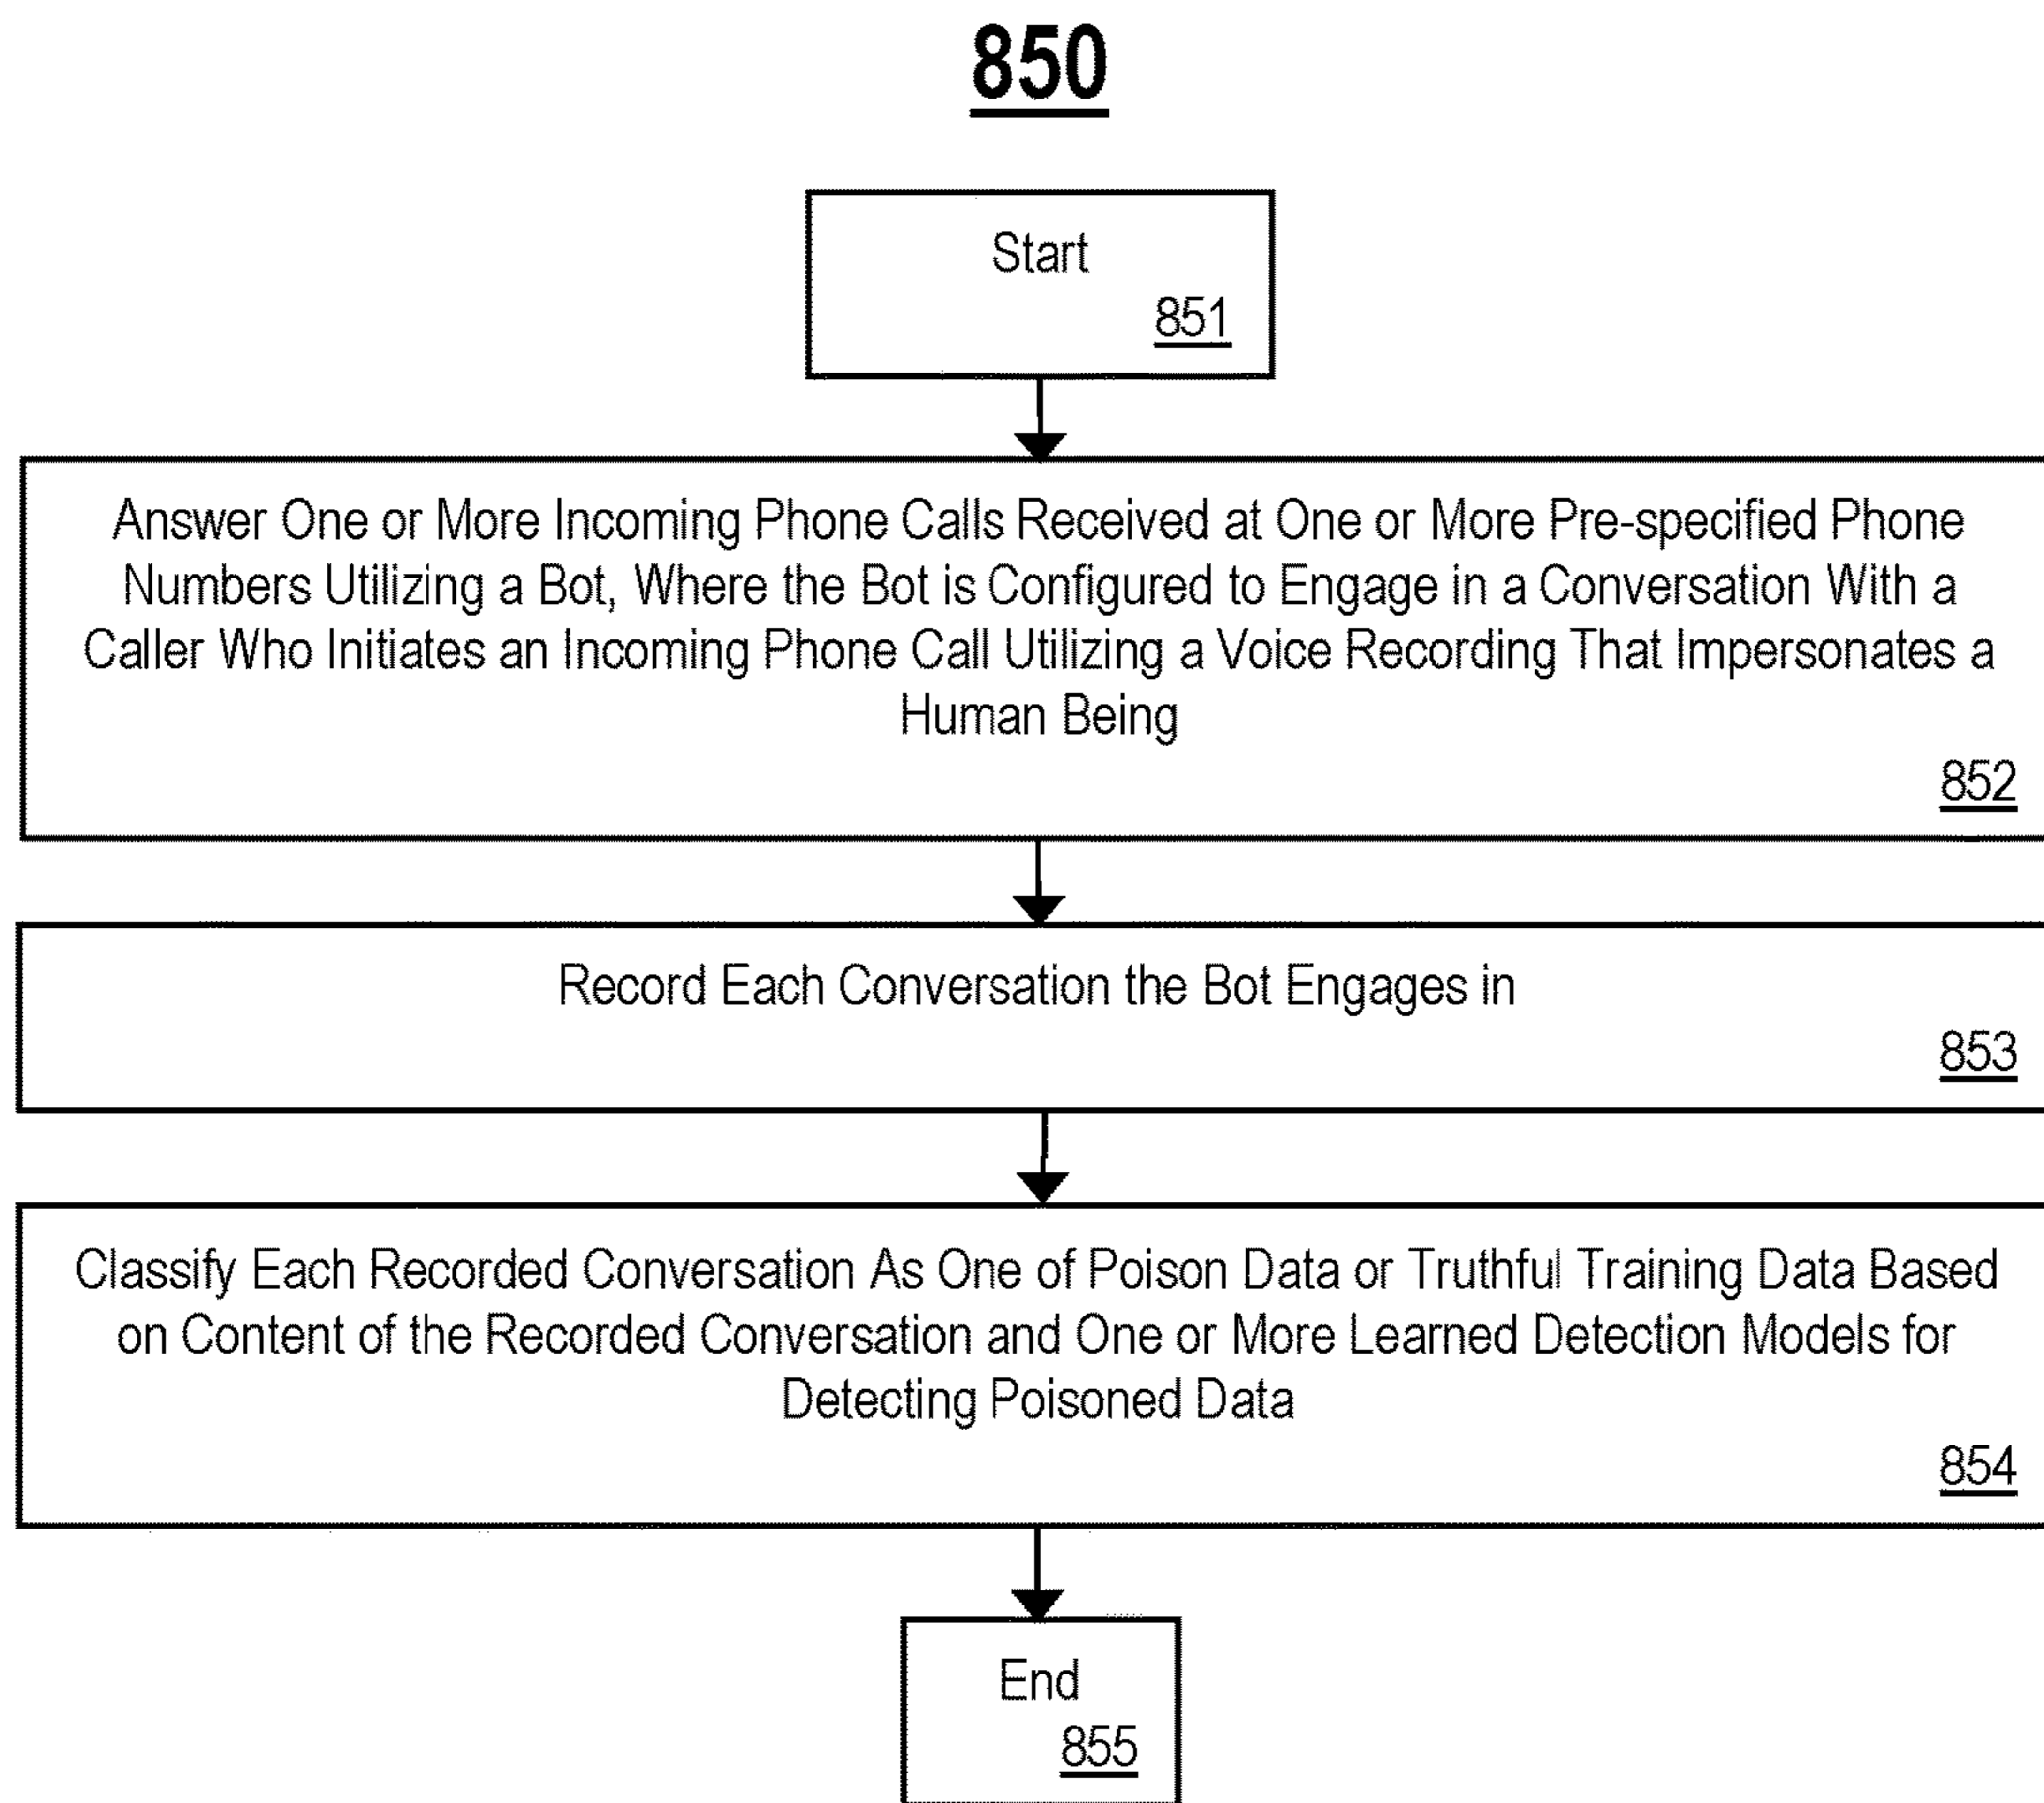 850
Start
851
Answer One or More Incoming Phone Calls Received at One or More Pre-specified Phone
Numbers Utilizing a Bot, Where the Bot is Configured to Engage in a Conversation With a
Caller Who Initiates an Incoming Phone Call Utilizing a Voice Recording That Impersonates a
Human Being
852
Record Each Conversation the Bot Engages in
853
Classify Each Recorded Conversation As One of Poison Data or Truthful Training Data Based
on Content of the Recorded Conversation and One or More Learned Detection Models for
Detecting Poisoned Data
854
End
855